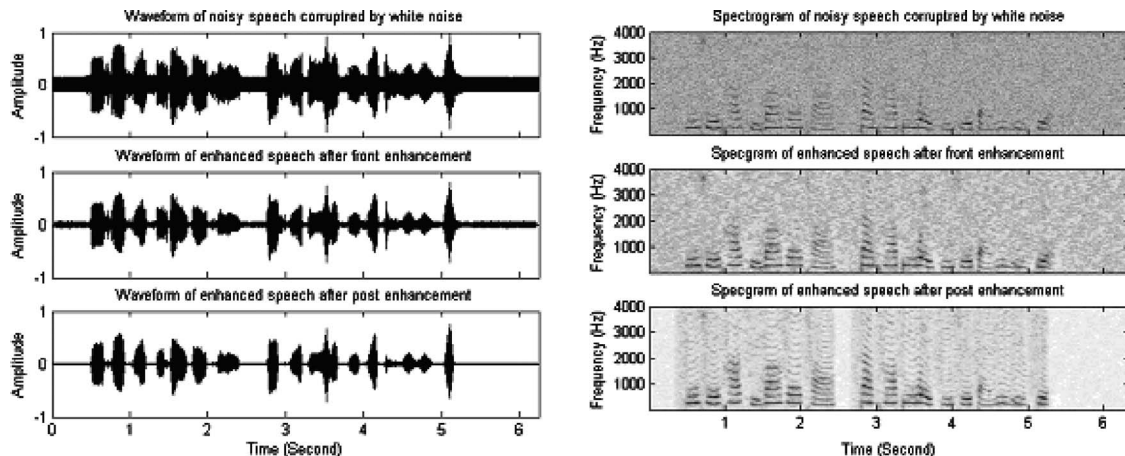 Waveform of noisy speech corruptred by white noise
1
0
-1
Amplitude
Waveform of enhanced speech after front enhancement
1
0
-1
Amplitude
Waveform of enhanced speech after post enhancement
1
0
-1
Amplitude
0 1 2 3 4 5 6
Time (Second)
Spectrogram of noisy speech corruptred by white noise
4000
3000
2000
1000
Frequency (Hz)
Specgram of enhanced speech after front enhancement
4000
3000
2000
1000
Frequency (Hz)
Specgram of enhanced speech after post enhancement
4000
3000
2000
1000
Frequency (Hz)
1 2 3 4 5 6
Time (Second)